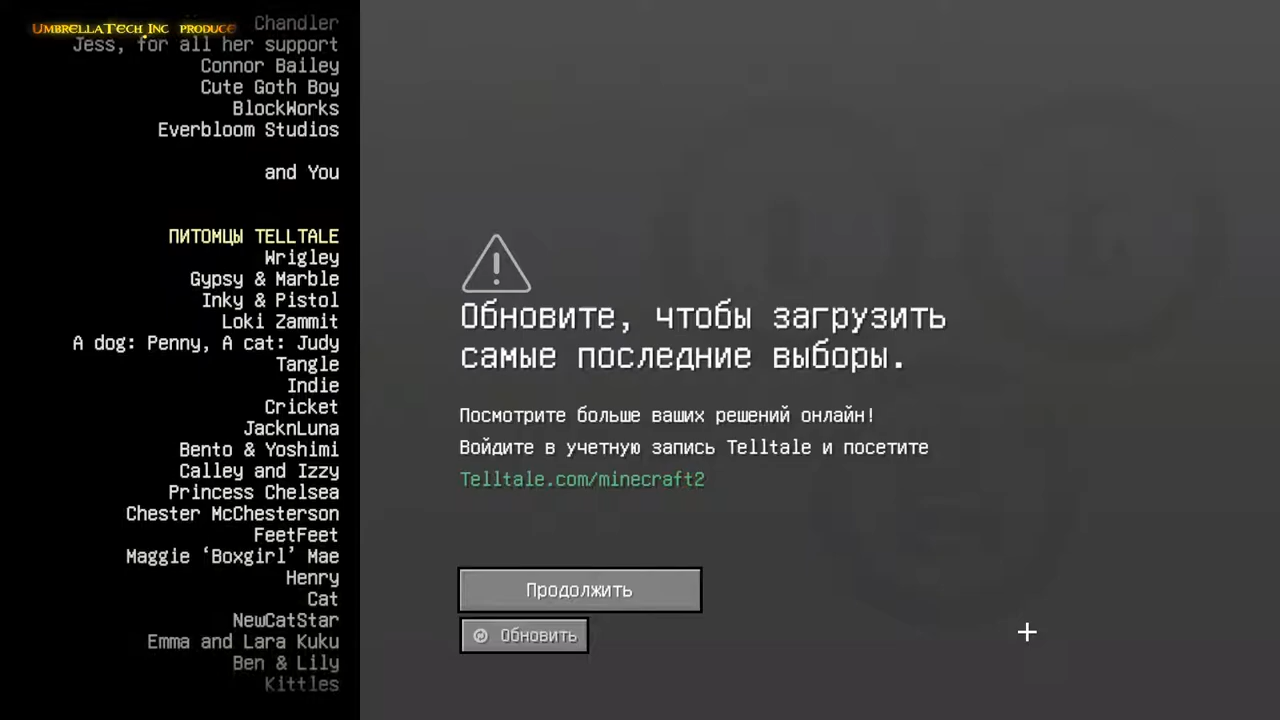 UmbrellaTech.Inc produce
Chandler
Jess, for all her support
Connor Bailey
Cute Goth Boy
BlockWorks
Everbloom Studios
and You
ПИТОМЦЫ TELLTALE
Wrigley
Gypsy & Marble
Inky & Pistol
Loki Zammit
A dog: Penny, A cat: Judy
Tangle
Indie
Cricket
JacknLuna
Bento & Yoshimi
Calley and Izzy
Princess Chelsea
Chester McChesterson
FeetFeet
Maggie ‘Boxgirl’ Mae
Henry
Cat
NewCatStar
Emma and Lara Kuku
Ben & Lily
Kittles
Обновите, чтобы загрузить
самые последние выборы.
Посмотрите больше ваших решений онлайн!
Войдите в учетную запись Telltale и посетите
Telltale.com/minecraft2
Продолжить
Обновить